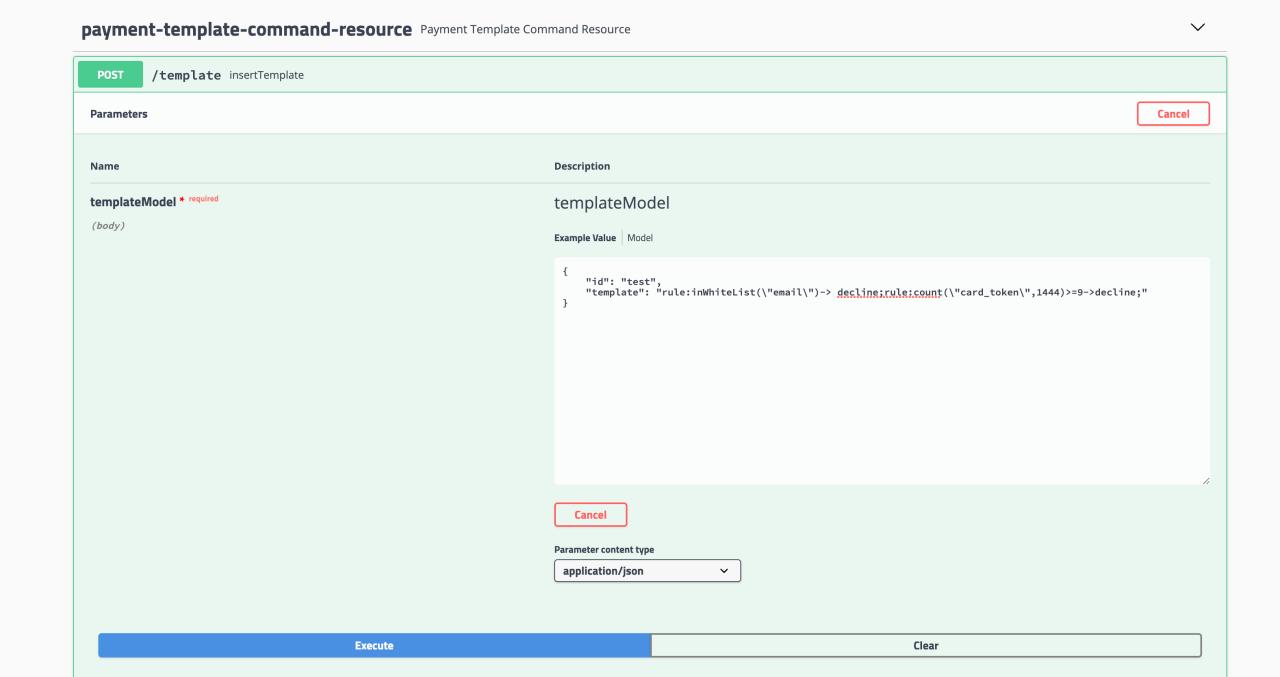 payment-template-command-resource Payment Template Command Resource
POST /template insertTemplate
Parameters Cancel
Name Description
templateModel * required templateModel
(body)
Example Value Model
{
"id": "test",
"template": "rule:inWhiteList(\"email\")-> decline;rule:count(\"card_token\",1444)>=9->decline;"
}
Cancel
Parameter content type
application/json
Execute Clear